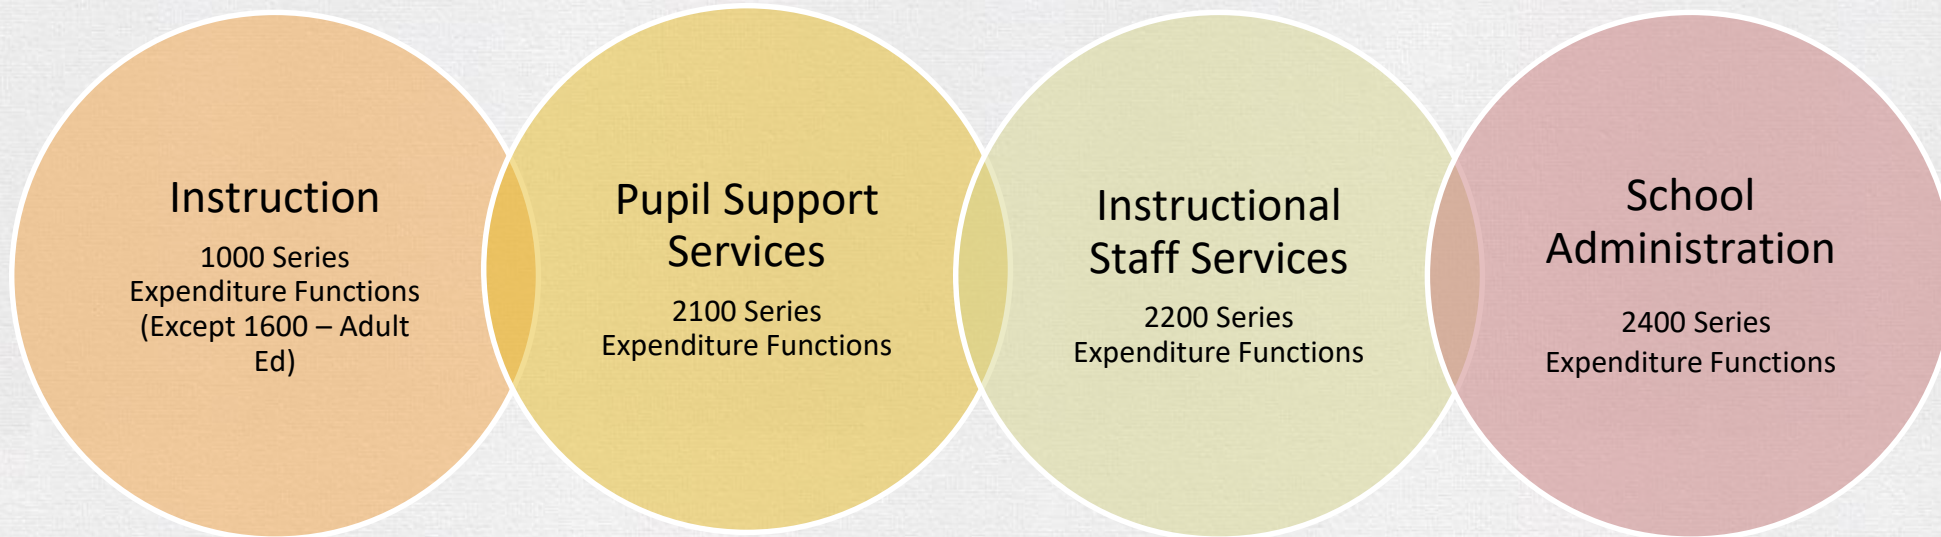 Instruction
1000 Series
Expenditure Functions
(Except 1600 – Adult
Ed)
Pupil Support
Services
2100 Series
Expenditure Functions
Instructional
Staff Services
2200 Series
Expenditure Functions
School
Administration
2400 Series
Expenditure Functions